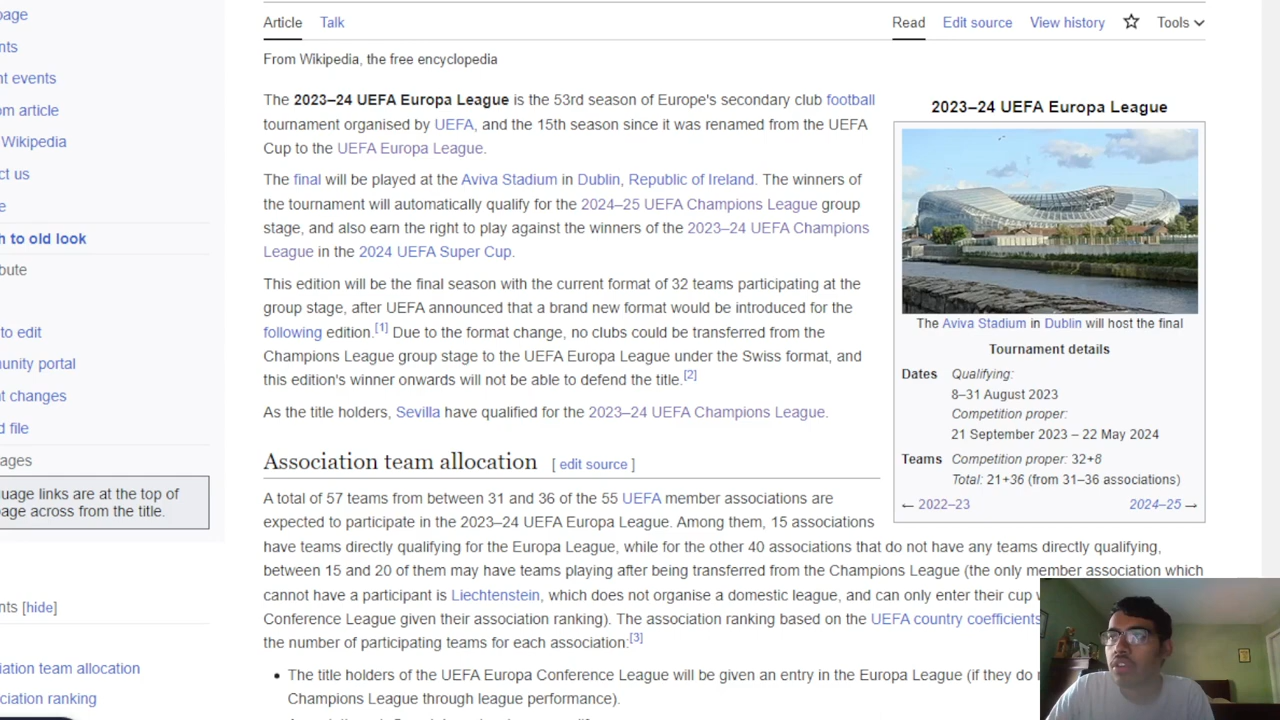 page
Article
Talk
Read
Edit source
View history
Tools
nts
nt events
From Wikipedia, the free encyclopedia
om article
The 2023–24 UEFA Europa League is the 53rd season of Europe's secondary club football
tournament organised by UEFA, and the 15th season since it was renamed from the UEFA
Cup to the UEFA Europa League.
Wikipedia
ct us
e
The final will be played at the Aviva Stadium in Dublin, Republic of Ireland. The winners of
the tournament will automatically qualify for the 2024–25 UEFA Champions League group
stage, and also earn the right to play against the winners of the 2023–24 UEFA Champions
League in the 2024 UEFA Super Cup.
h to old look
bute
This edition will be the final season with the current format of 32 teams participating at the
group stage, after UEFA announced that a brand new format would be introduced for the
following edition.[1] Due to the format change, no clubs could be transferred from the
Champions League group stage to the UEFA Europa League under the Swiss format, and
this edition's winner onwards will not be able to defend the title.[2]
to edit
unity portal
nt changes
d file
As the title holders, Sevilla have qualified for the 2023–24 UEFA Champions League.
ages
uage links are at the top of
age across from the title.
2023–24 UEFA Europa League
The Aviva Stadium in Dublin will host the final
Tournament details
Dates Qualifying:
8–31 August 2023
Competition proper:
21 September 2023 – 22 May 2024
Teams Competition proper: 32+8
Total: 21+36 (from 31–36 associations)
← 2022–23
2024–25 →
Association team allocation [ edit source ]
A total of 57 teams from between 31 and 36 of the 55 UEFA member associations are
expected to participate in the 2023–24 UEFA Europa League. Among them, 15 associations
have teams directly qualifying for the Europa League, while for the other 40 associations that do not have any teams directly qualifying,
between 15 and 20 of them may have teams playing after being transferred from the Champions League (the only member association which
cannot have a participant is Liechtenstein, which does not organise a domestic league, and can only enter their cup
Conference League given their association ranking). The association ranking based on the UEFA country coefficients
the number of participating teams for each association:[3]
nts [hide]
iation team allocation
ciation ranking
• The title holders of the UEFA Europa Conference League will be given an entry in the Europa League (if they do
Champions League through league performance).